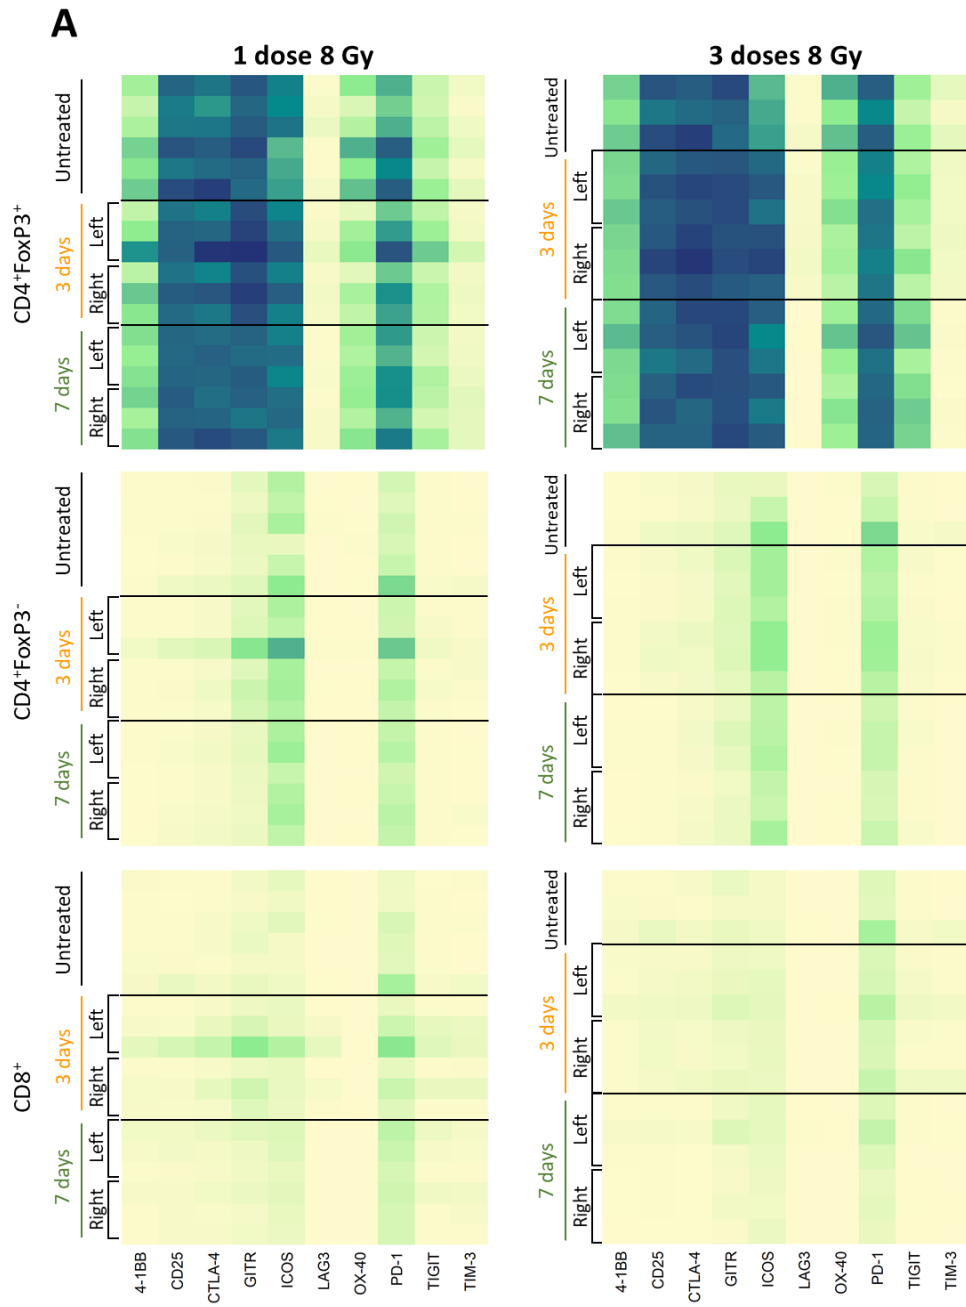 A
1 dose 8 Gy
3 doses 8 Gy
CD4⁺FoxP3⁺
Untreated
3 days
Left
Right
7 days
Left
Right
Untreated
3 days
Left
Right
7 days
Left
Right
CD4⁺FoxP3⁻
Untreated
3 days
Left
Right
7 days
Left
Right
Untreated
3 days
Left
Right
7 days
Left
Right
CD8⁺
Untreated
3 days
Left
Right
7 days
Left
Right
Untreated
3 days
Left
Right
7 days
Left
Right
4-1BB
CD25
CTLA-4
GITR
ICOS
LAG3
OX-40
PD-1
TIGIT
TIM-3
4-1BB
CD25
CTLA-4
GITR
ICOS
LAG3
OX-40
PD-1
TIGIT
TIM-3